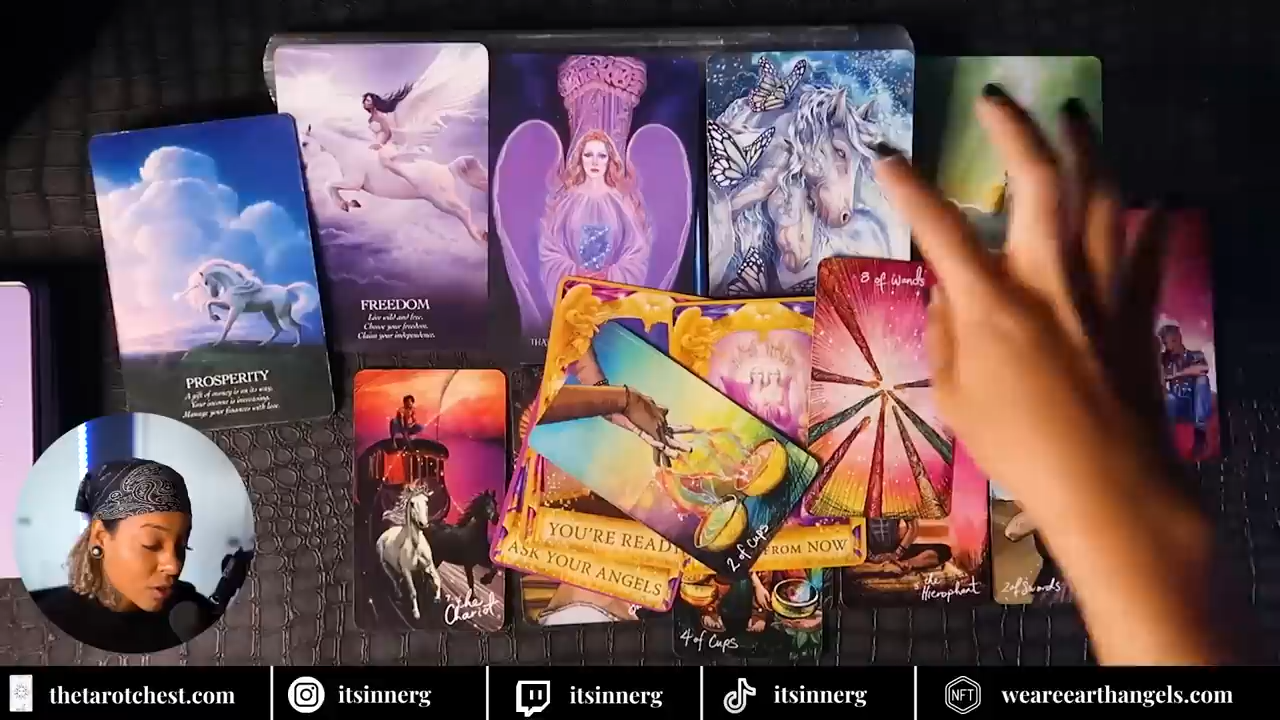 FREEDOM
Live wild and free.
Choose your freedom.
Claim your independence.
PROSPERITY
A gift of money is on its way.
Your income is increasing.
Manage your finances with love.
8 of Wands
YOU'RE READ
FROM NOW
ASK YOUR ANGELS
2 of Cups
7 the
Chariot
4 of Cups
Hierophant
2 of Swords
thetarotchest.com
itsinnerg
itsinnerg
itsinnerg
NFT
weareearthangels.com